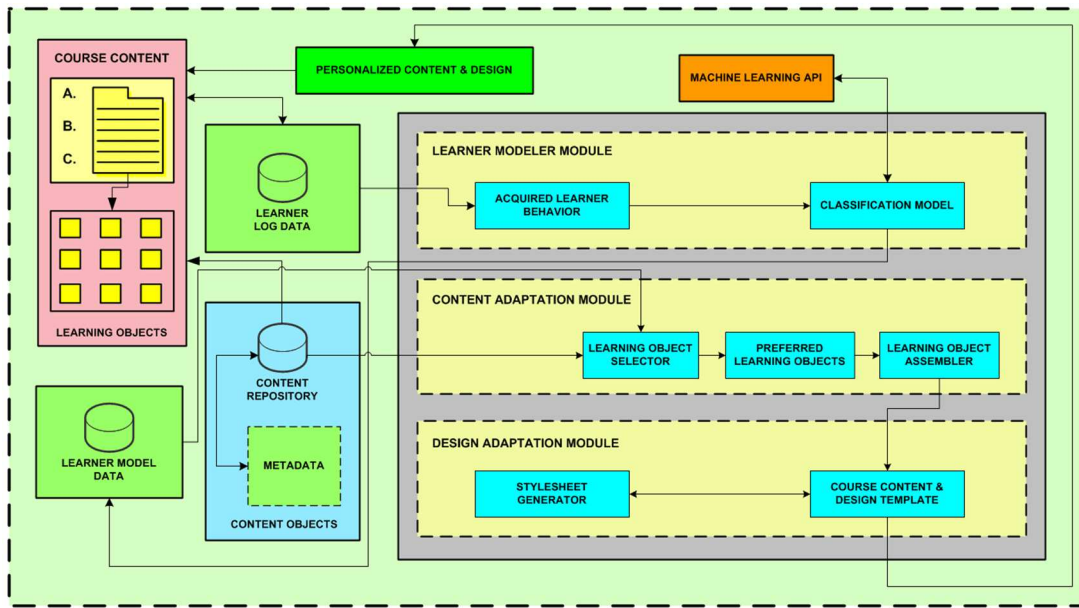 COURSE CONTENT
A.
B.
C.
LEARNING OBJECTS
PERSONALIZED CONTENT & DESIGN
MACHINE LEARNING API
LEARNER
LOG DATA
LEARNER MODELER MODULE
ACQUIRED LEARNER
BEHAVIOR
CLASSIFICATION MODEL
CONTENT ADAPTATION MODULE
LEARNING OBJECT
SELECTOR
PREFERRED
LEARNING OBJECTS
LEARNING OBJECT
ASSEMBLER
CONTENT
REPOSITORY
METADATA
CONTENT OBJECTS
LEARNER MODEL
DATA
DESIGN ADAPTATION MODULE
STYLESHEET
GENERATOR
COURSE CONTENT &
DESIGN TEMPLATE